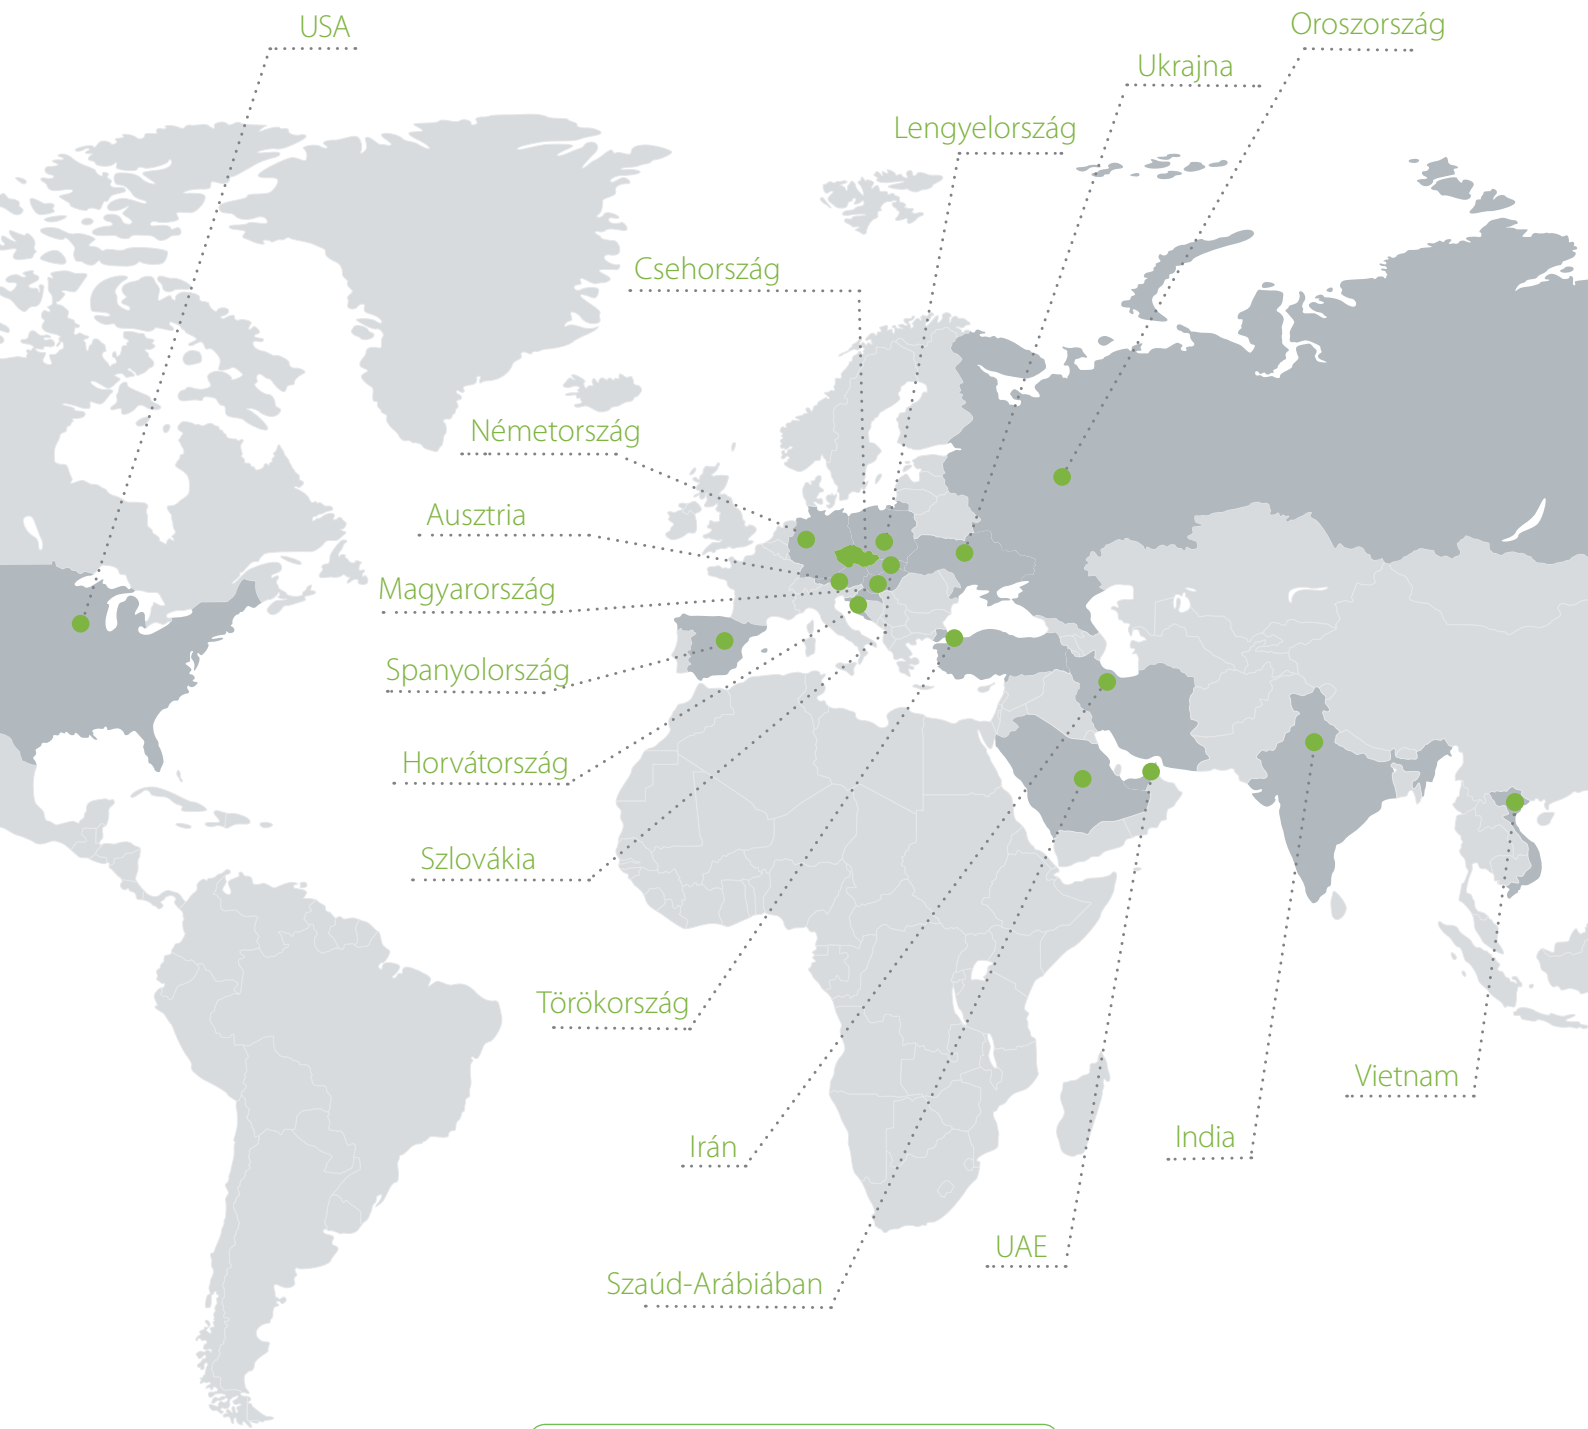 USA
Oroszország
Ukrajna
Lengyelország
Csehország
Németország
Ausztria
Magyarország
Spanyolország
Horvátország
Szlovákia
Törökország
Vietnam
India
Irán
UAE
Szaúd-Arábiában